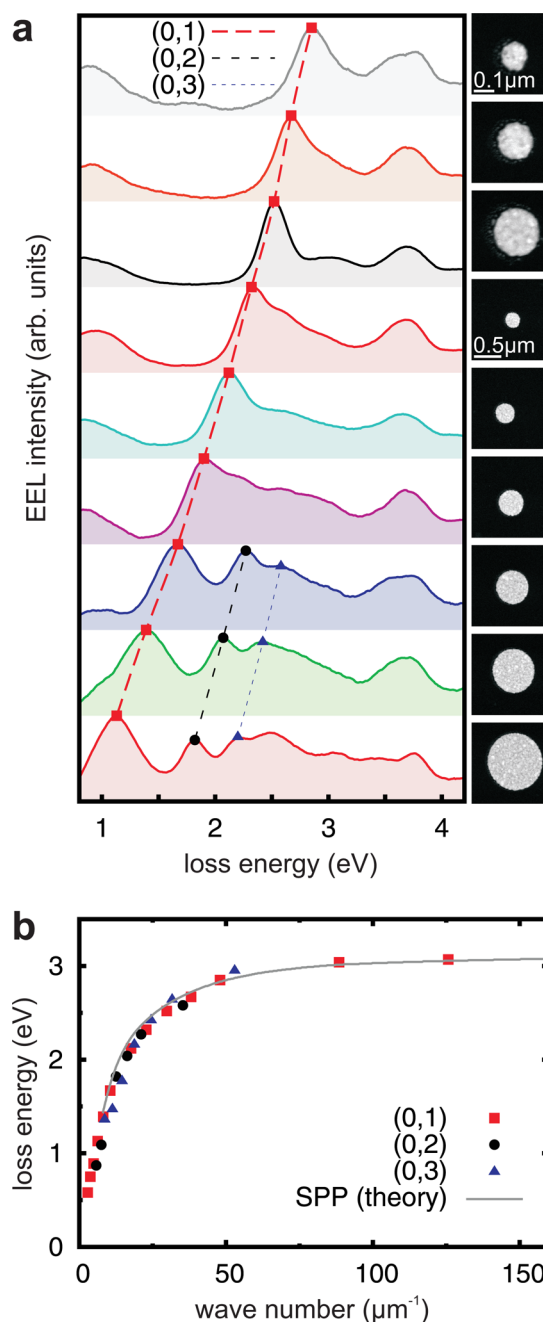 a
(0,1)
(0,2)
(0,3)
0.1μm
0.5μm
EEL intensity (arb. units)
1 2 3 4
loss energy (eV)
b
3
2
1
0
loss energy (eV)
(0,1)
(0,2)
(0,3)
SPP (theory)
0 50 100 150
wave number (μm⁻¹)